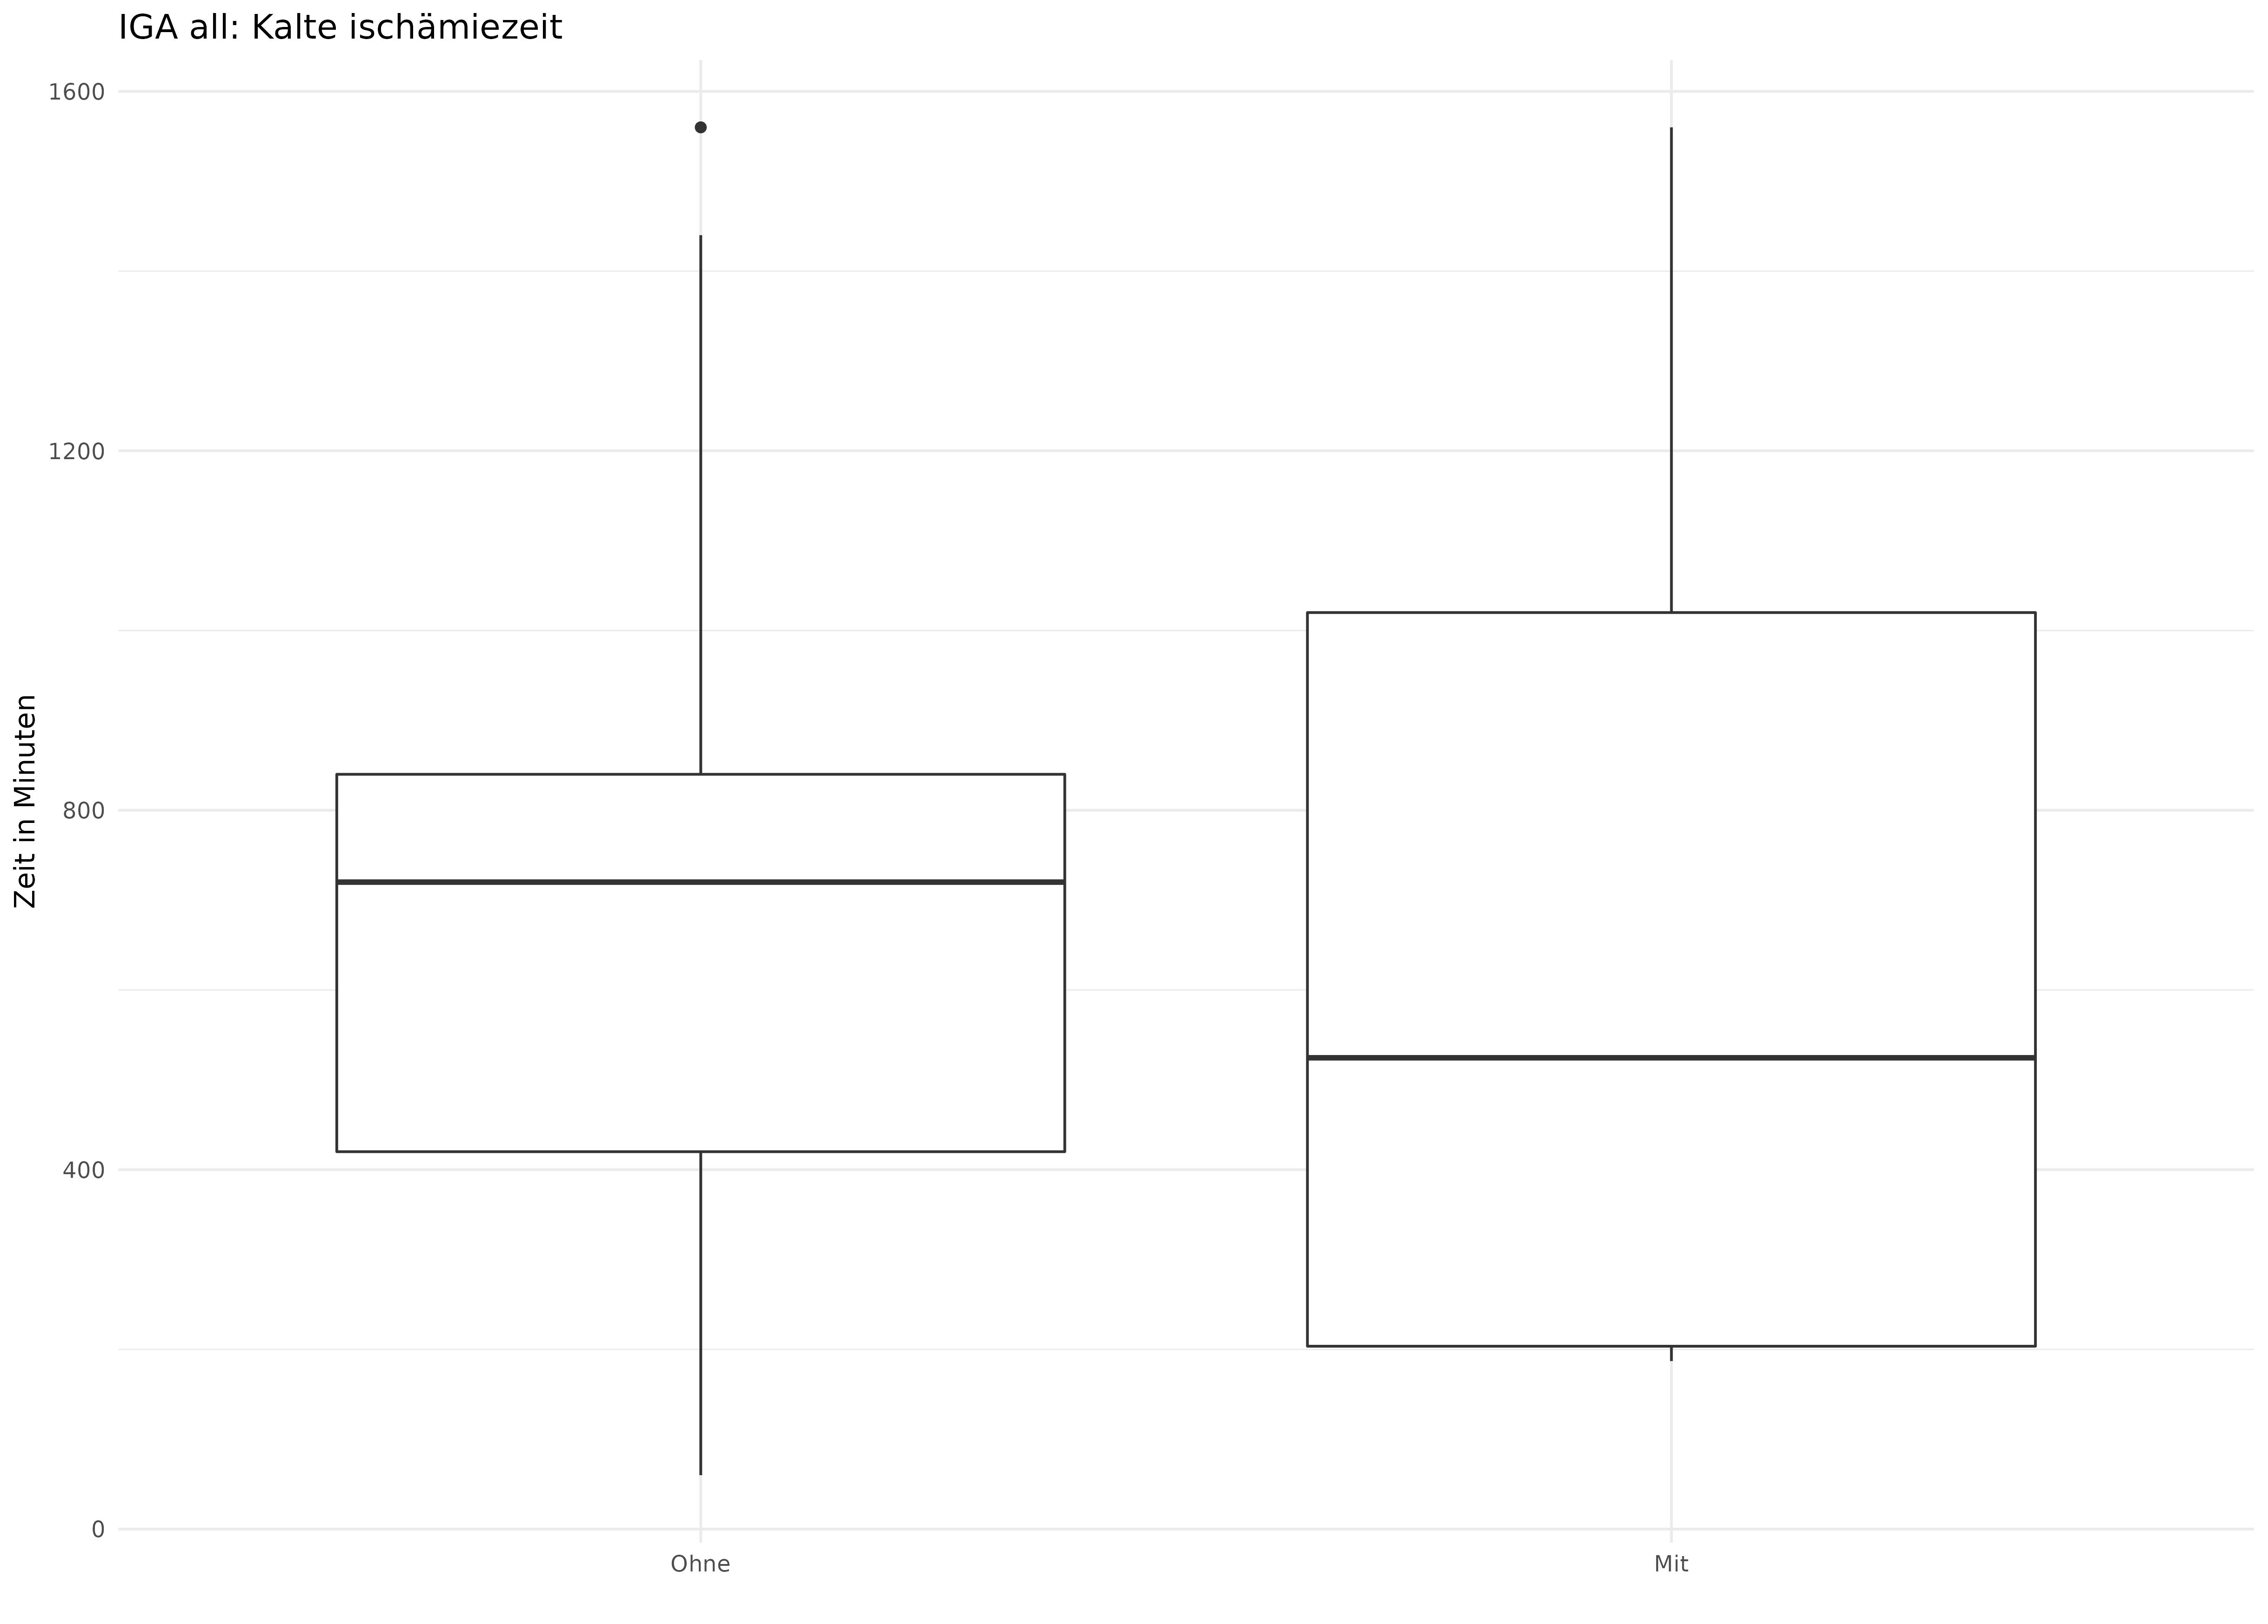 IGA all: Kalte ischämiezeit
1600
1200
800
400
0
Zeit in Minuten
Ohne
Mit